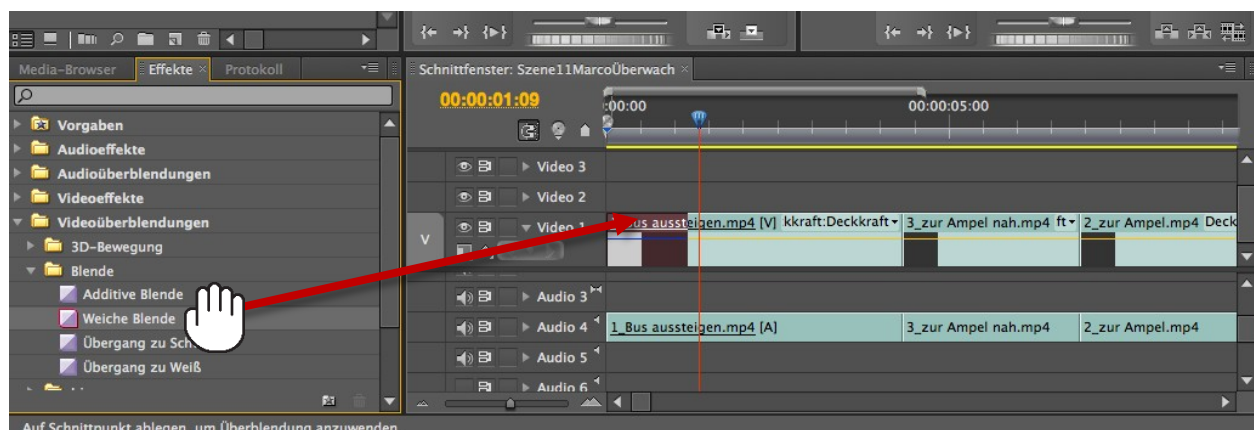 Media-Browser Effekte × Protokoll
Vorgaben
Audioeffekte
Audioüberblendungen
Videoeffekte
Videoüberblendungen
3D-Bewegung
Blende
Additive Blende
Weiche Blende
Übergang zu Sch
Übergang zu Weiß
Auf Schnittpunkt ablegen, um Überblendung anzuwenden
Schnittfenster: Szene11MarcoÜberwach ×
00:00:01:09
:00:00 00:00:05:00
Video 3
Video 2
V Video 1 1_Bus aussteigen.mp4 [V] kkraft:Deckkraft 3_zur Ampel nah.mp4 ft 2_zur Ampel.mp4 Deck
Audio 3
Audio 4 1_Bus aussteigen.mp4 [A] 3_zur Ampel nah.mp4 2_zur Ampel.mp4
Audio 5
Audio 6